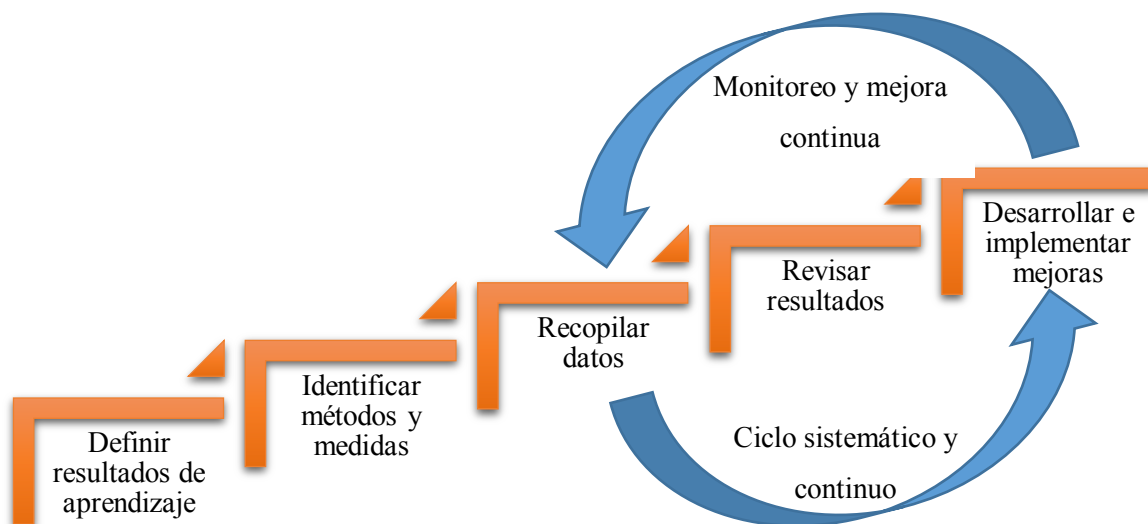 Monitoreo y mejora
continua
Desarrollar e
implementar
mejoras
Revisar
resultados
Recopilar
datos
Identificar
métodos y
medidas
Definir
resultados de
aprendizaje
Ciclo sistemático y
continuo